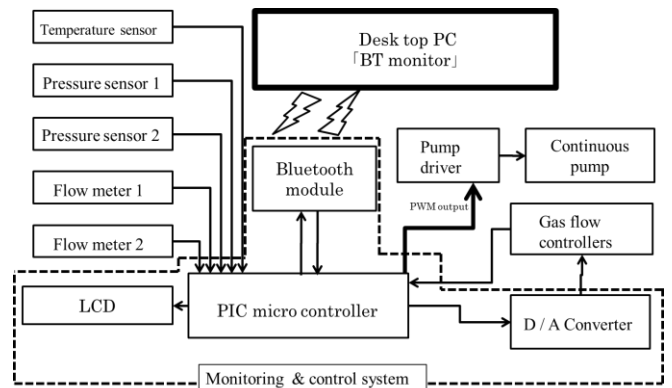 Temperature sensor
Pressure sensor 1
Pressure sensor 2
Flow meter 1
Flow meter 2
LCD
Desk top PC
「BT monitor」
Bluetooth
module
Pump
driver
Continuous
pump
PWM output
Gas flow
controllers
PIC micro controller
D / A Converter
Monitoring & control system